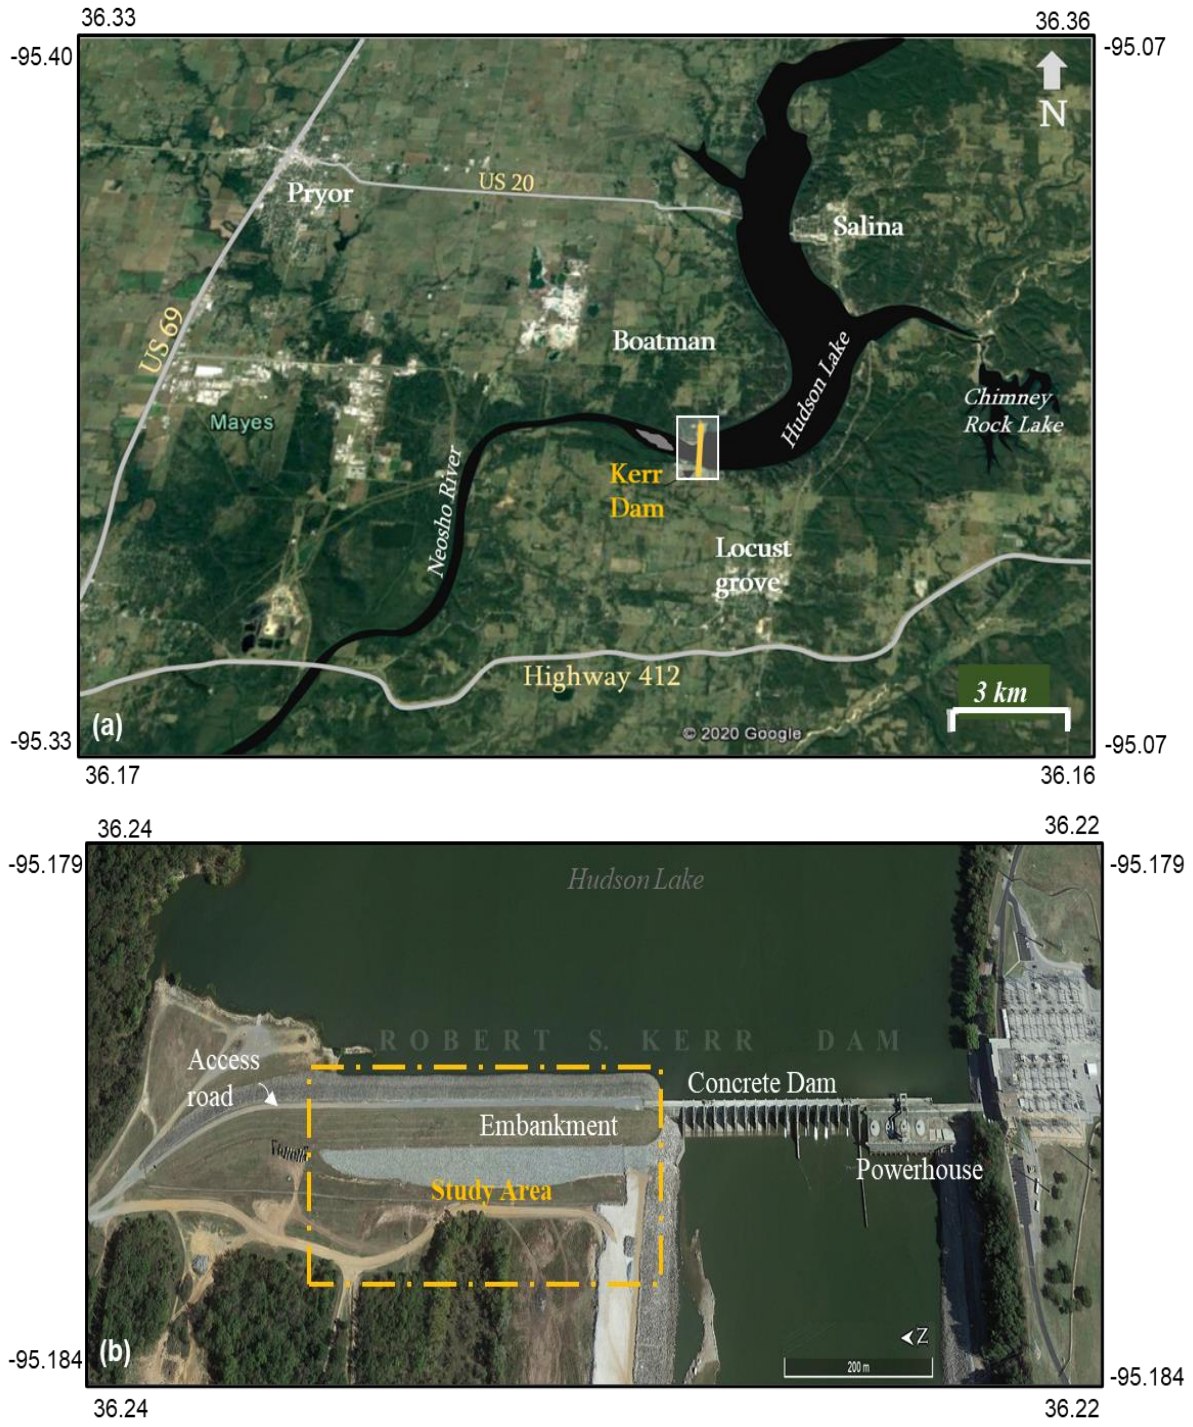 36.33
36.36
-95.40
-95.07
N
US 20
Pryor
Salina
US 69
Boatman
Hudson Lake
Chimney
Rock Lake
Mayes
Kerr
Dam
Neosho River
Locust
grove
Highway 412
3 km
(a)
© 2020 Google
-95.33
-95.07
36.17
36.16
36.24
36.22
-95.179
-95.179
Hudson Lake
ROBERT S. KERR DAM
Access
road
Concrete Dam
Embankment
Powerhouse
Study Area
Z
(b)
200 m
-95.184
-95.184
36.24
36.22